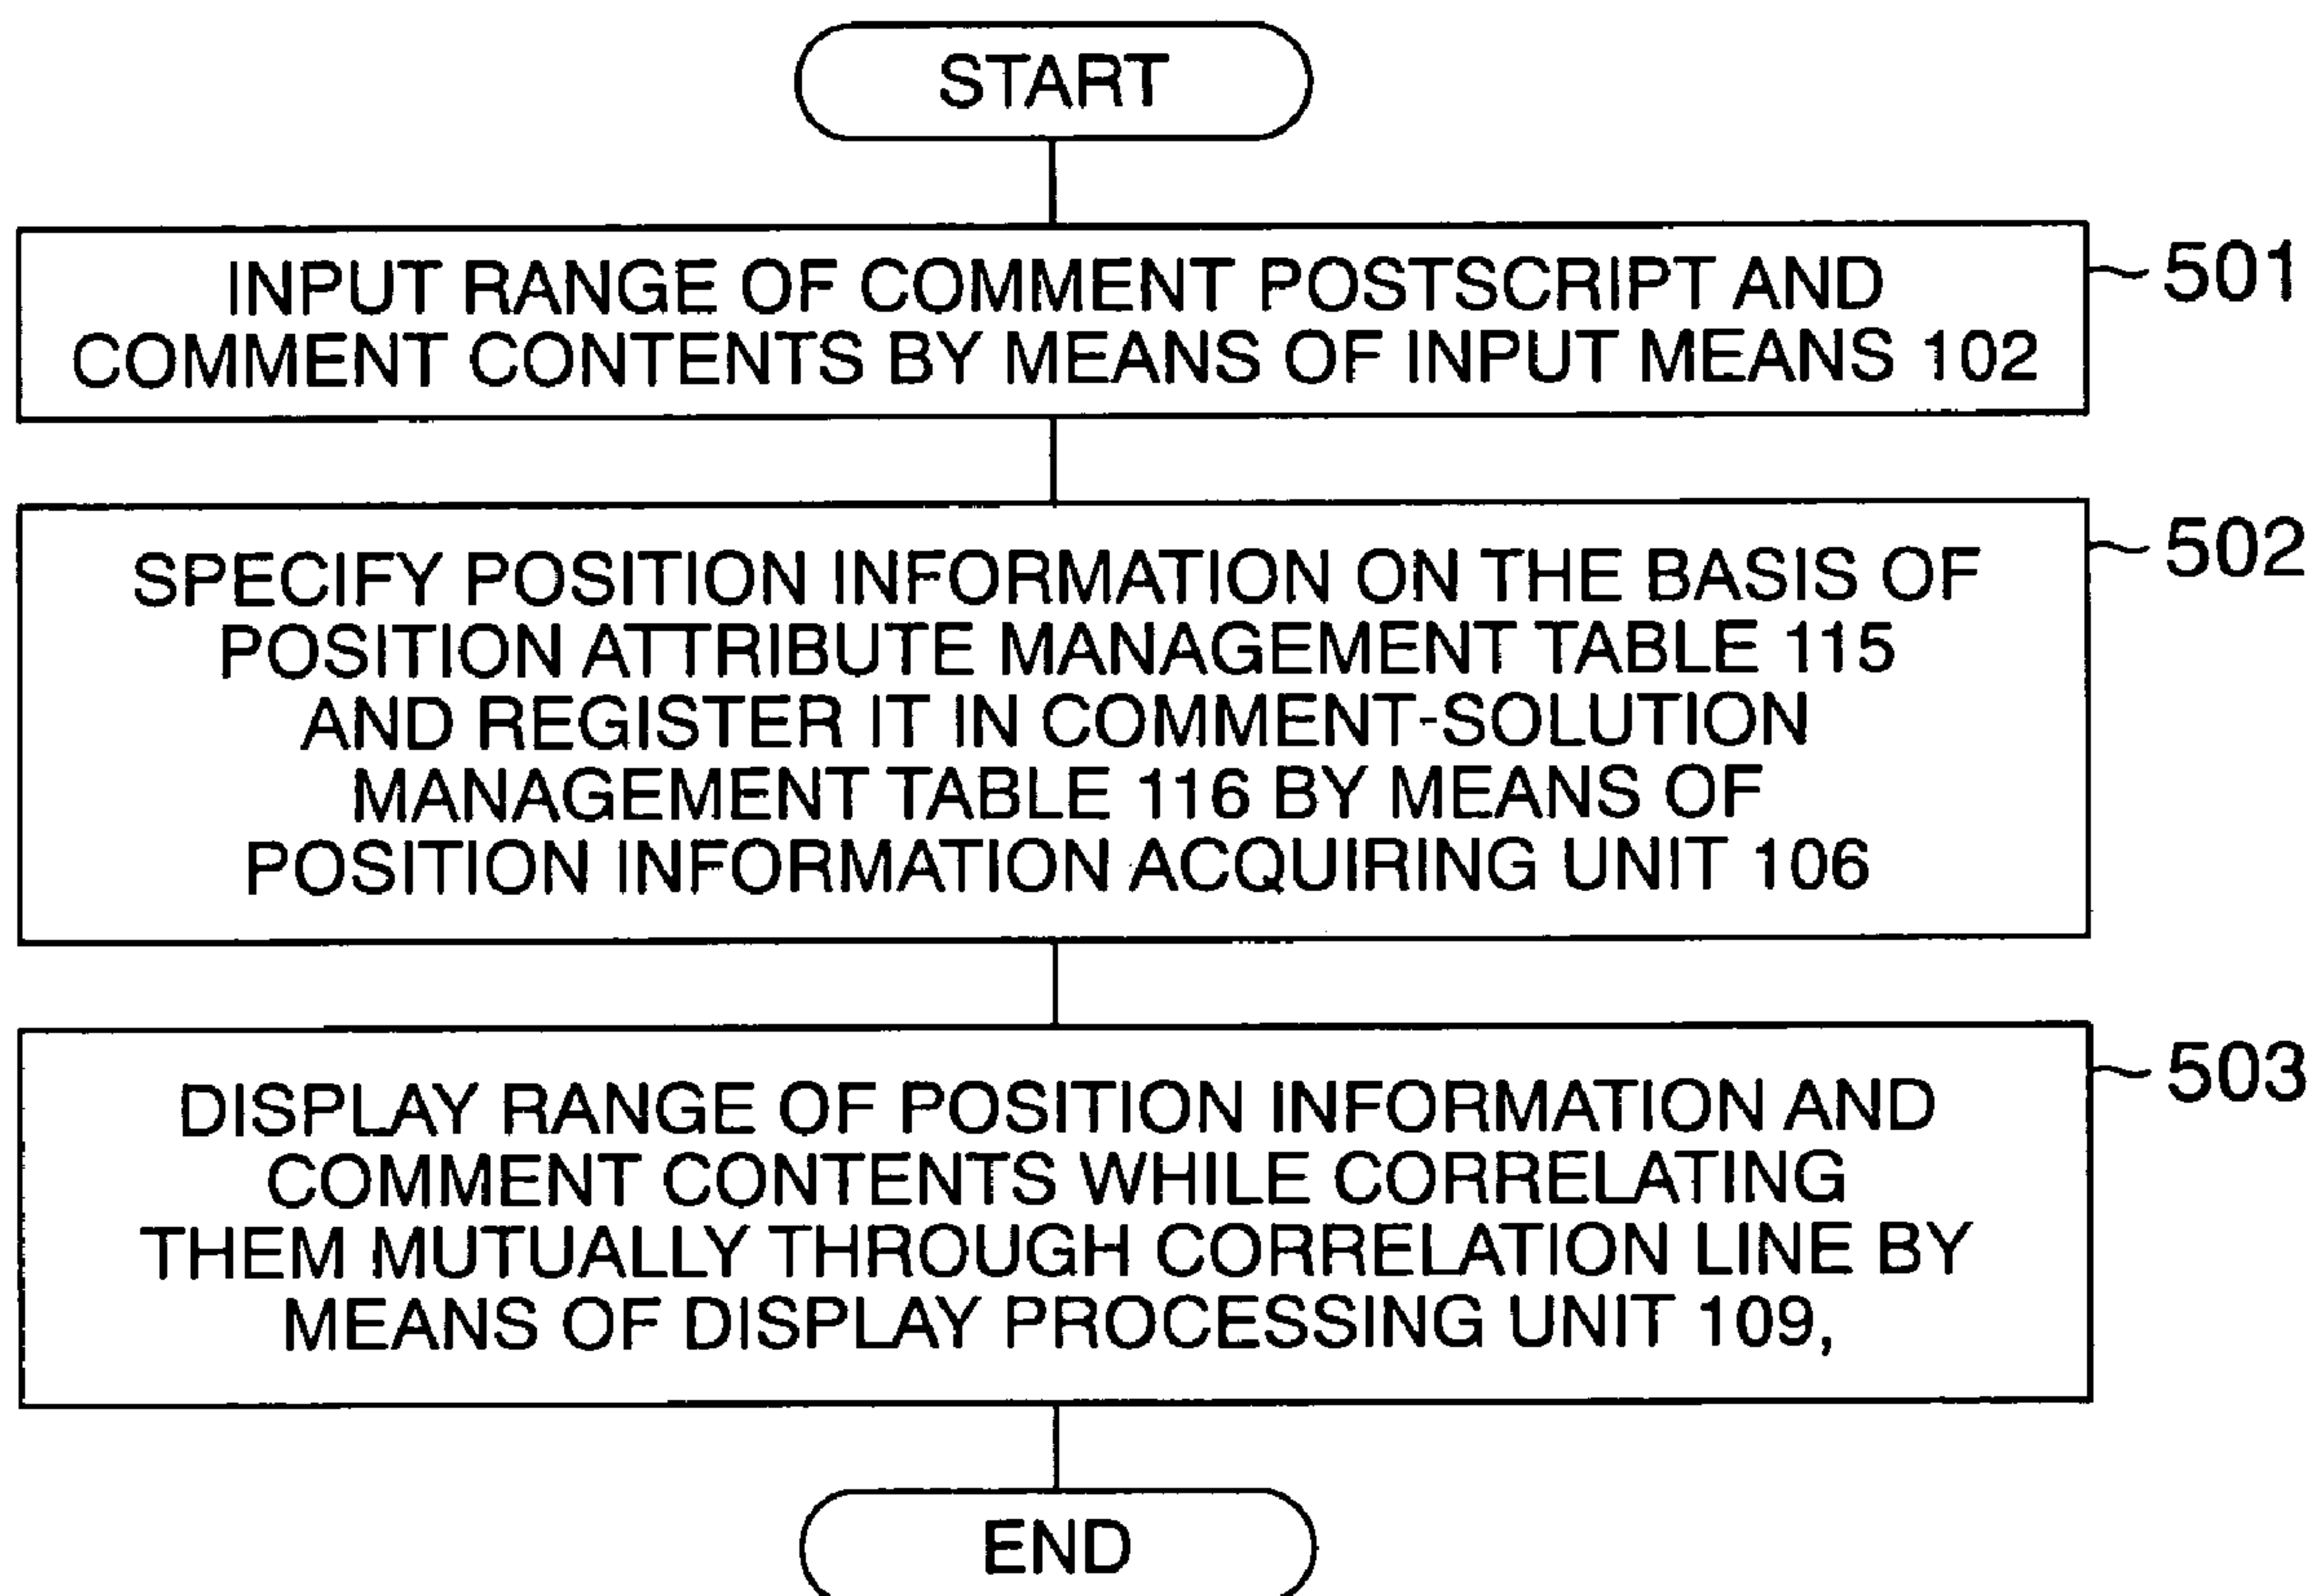 START
INPUT RANGE OF COMMENT POSTSCRIPT AND
COMMENT CONTENTS BY MEANS OF INPUT MEANS 102
501
SPECIFY POSITION INFORMATION ON THE BASIS OF
POSITION ATTRIBUTE MANAGEMENT TABLE 115
AND REGISTER IT IN COMMENT-SOLUTION
MANAGEMENT TABLE 116 BY MEANS OF
POSITION INFORMATION ACQUIRING UNIT 106
502
DISPLAY RANGE OF POSITION INFORMATION AND
COMMENT CONTENTS WHILE CORRELATING
THEM MUTUALLY THROUGH CORRELATION LINE BY
MEANS OF DISPLAY PROCESSING UNIT 109,
503
END